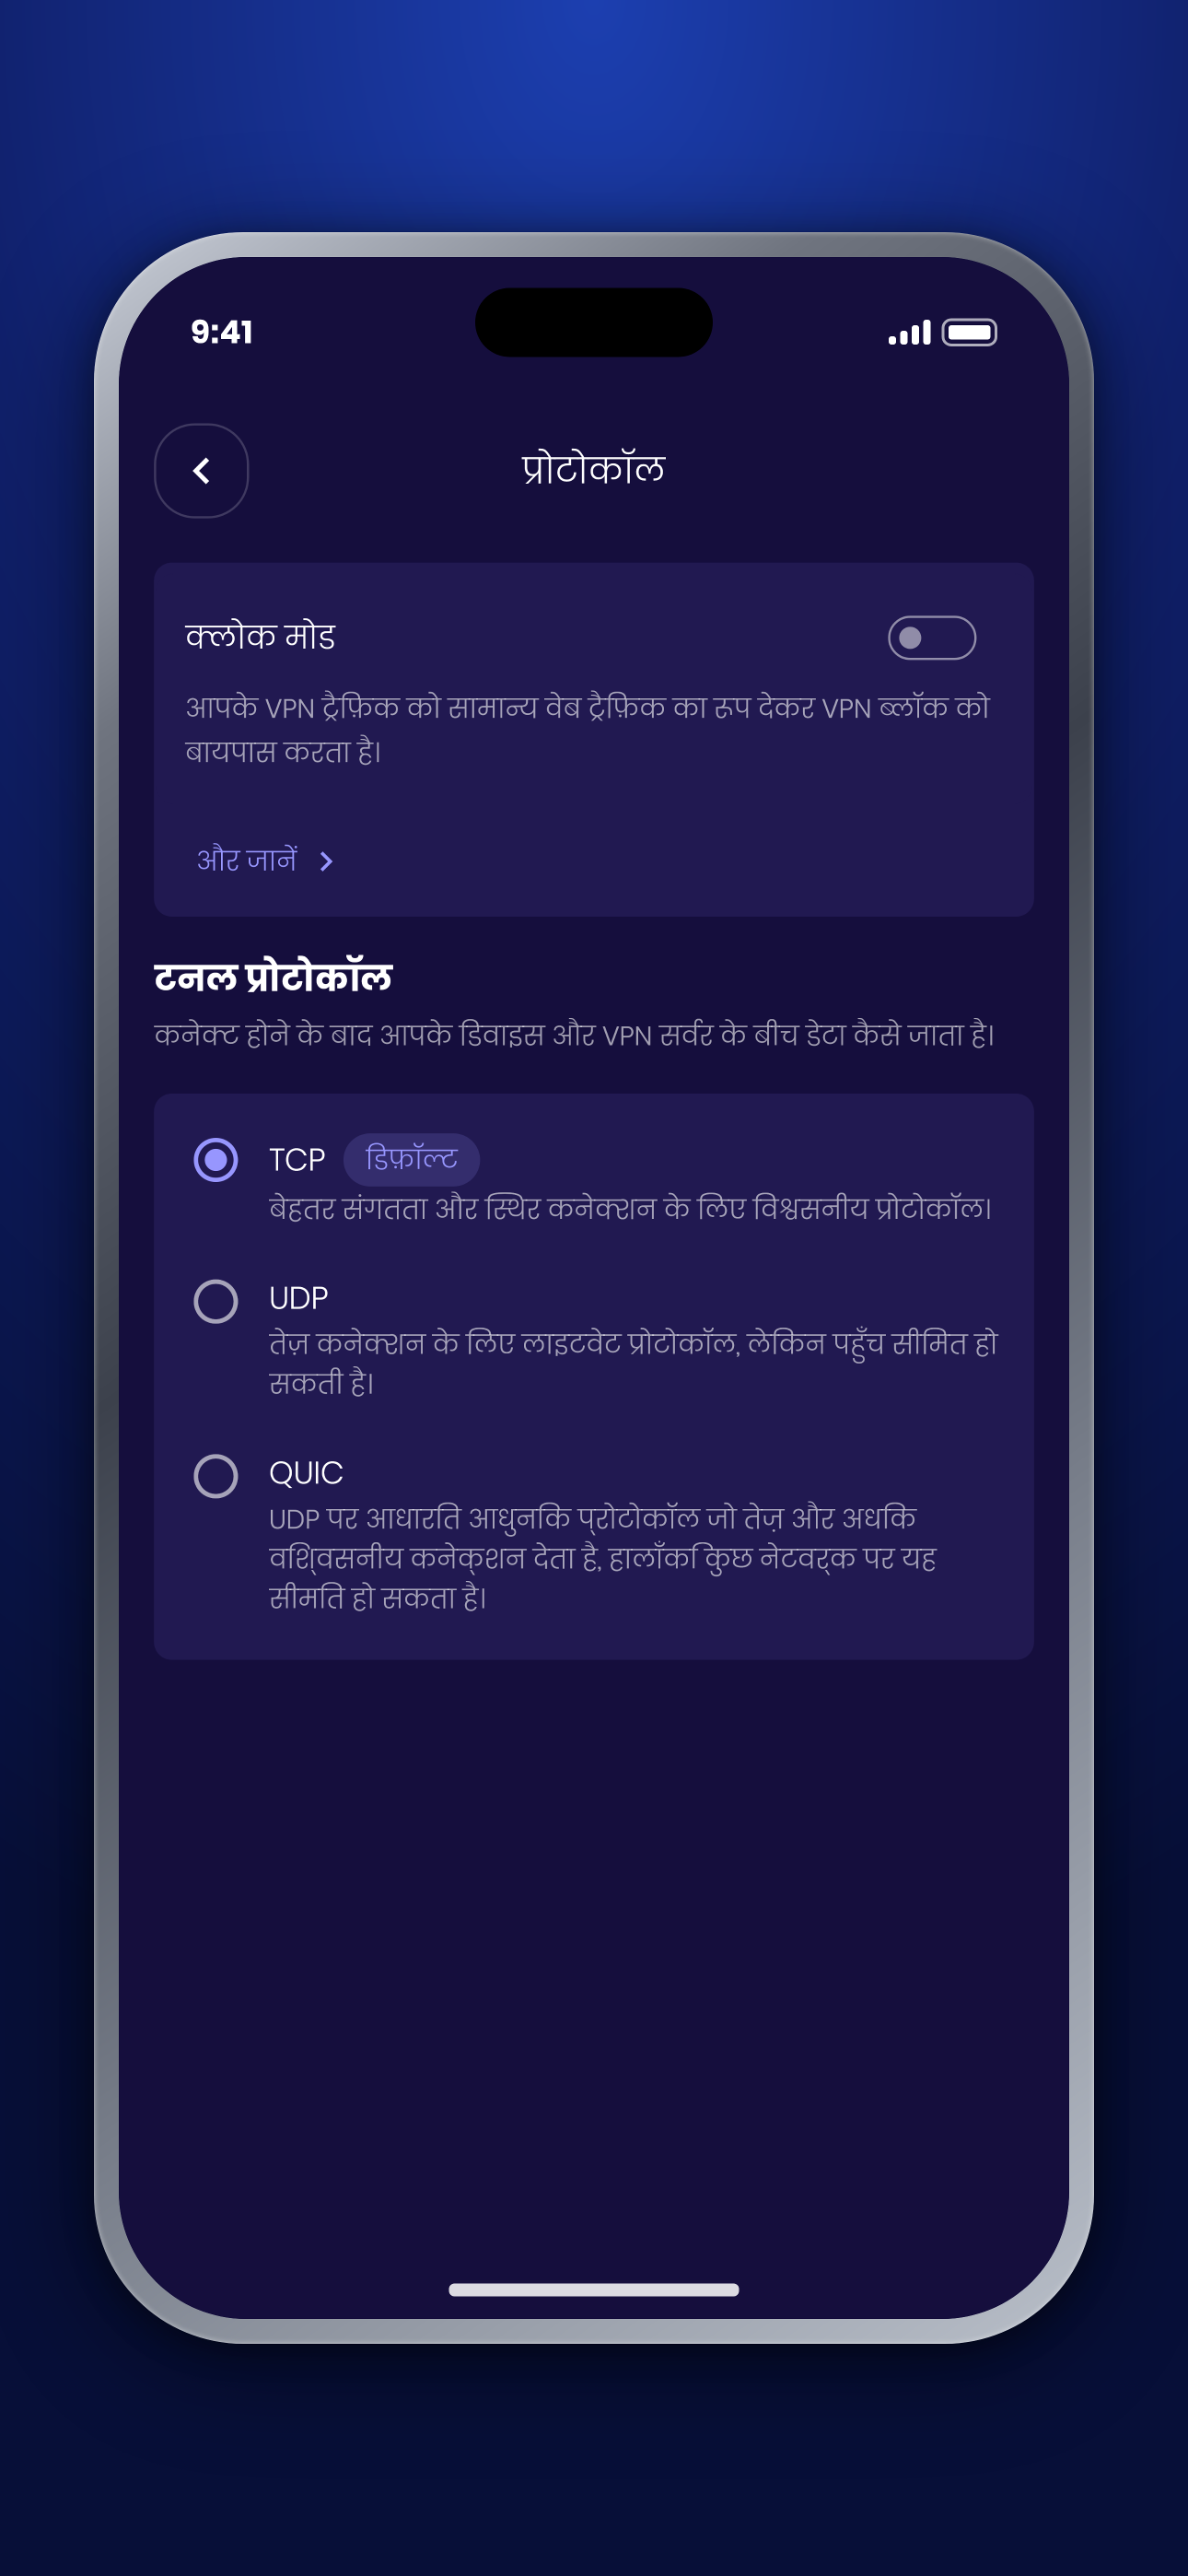 9:41
प्रोटोकॉल
क्लोक मोड
आपके VPN ट्रैफ़िक को सामान्य वेब ट्रैफ़िक का रूप देकर VPN ब्लॉक को
बायपास करता है।
और जानें
टनल प्रोटोकॉल
कनेक्ट होने के बाद आपके डिवाइस और VPN सर्वर के बीच डेटा कैसे जाता है।
TCP डिफ़ॉल्ट
बेहतर संगतता और स्थिर कनेक्शन के लिए विश्वसनीय प्रोटोकॉल।
UDP
तेज़ कनेक्शन के लिए लाइटवेट प्रोटोकॉल, लेकिन पहुँच सीमित हो
सकती है।
QUIC
UDP पर आधारति आधुनकि प्रोटोकॉल जो तेज़ और अधकि
वशि्वसनीय कनेक्शन देता है, हालाँकि कुछ नेटवर्क पर यह
सीमति हो सकता है।